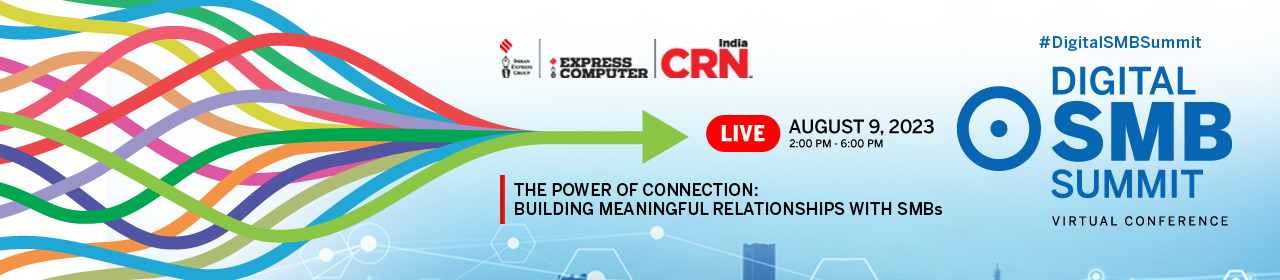 INDIAN EXPRESS GROUP
EXPRESS COMPUTER
India
CRN
LIVE
AUGUST 9, 2023
2:00 PM - 6:00 PM
THE POWER OF CONNECTION:
BUILDING MEANINGFUL RELATIONSHIPS WITH SMBs
#DigitalSMBSummit
DIGITAL
SMB
SUMMIT
VIRTUAL CONFERENCE